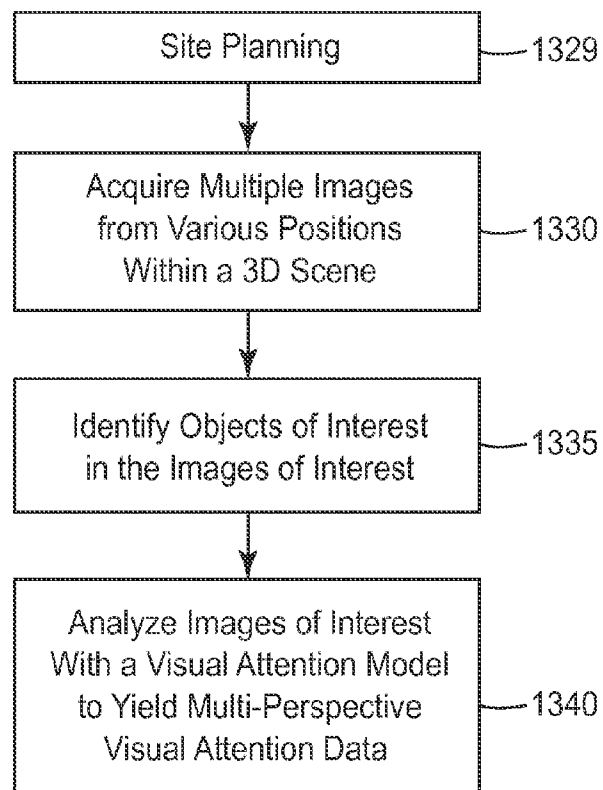 Site Planning
1329
Acquire Multiple Images
from Various Positions
Within a 3D Scene
1330
Identify Objects of Interest
in the Images of Interest
1335
Analyze Images of Interest
With a Visual Attention Model
to Yield Multi-Perspective
Visual Attention Data
1340